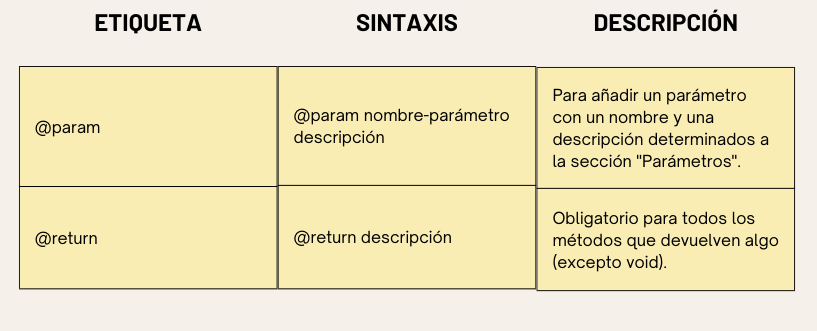 ETIQUETA
SINTAXIS
DESCRIPCIÓN
@param
@param nombre-parámetro
descripción
Para añadir un parámetro
con un nombre y una
descripción determinados a
la sección "Parámetros".
@return
@return descripción
Obligatorio para todos los
métodos que devuelven algo
(excepto void).